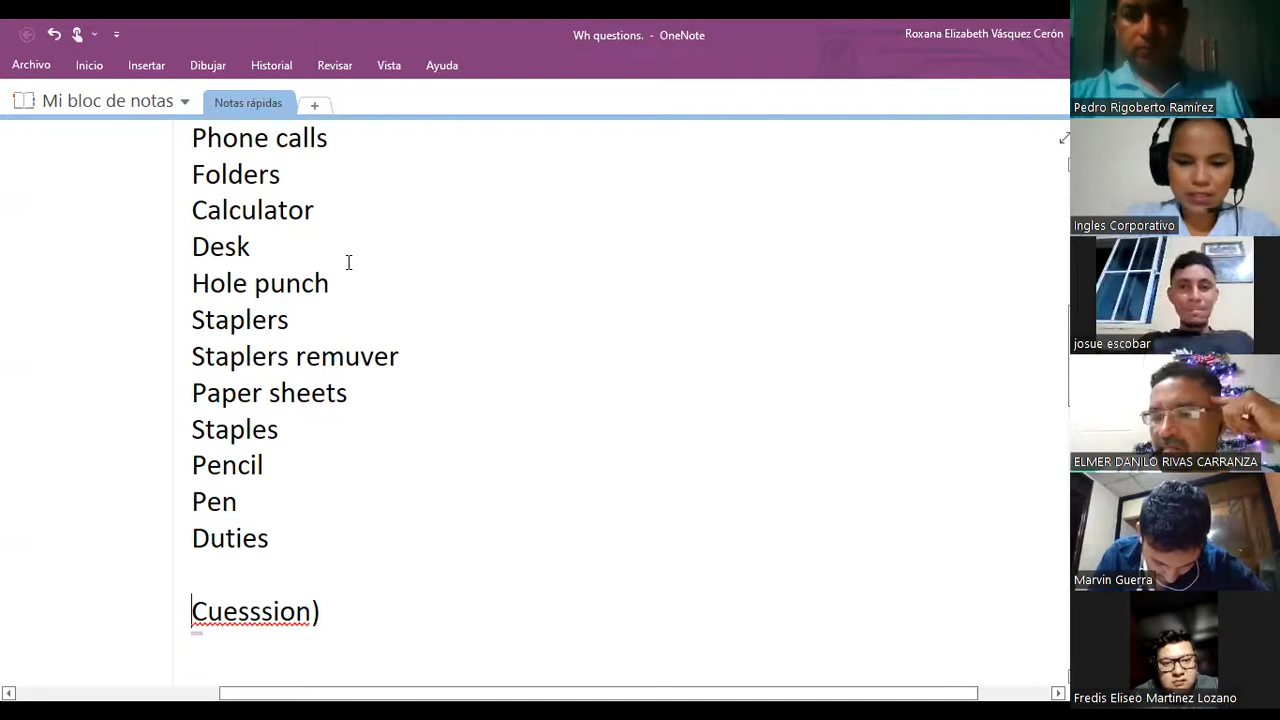 Wh questions. - OneNote
Roxana Elizabeth Vásquez Cerón
Archivo Inicio Insertar Dibujar Historial Revisar Vista Ayuda
Mi bloc de notas Notas rápidas
Phone calls
Folders
Calculator
Desk
Hole punch
Staplers
Staplers remuver
Paper sheets
Staples
Pencil
Pen
Duties
Cuesssion)
Pedro Rigoberto Ramírez
Ingles Corporativo
josue escobar
ELMER DANILO RIVAS CARRANZA
Marvin Guerra
Fredis Eliseo Martinez Lozano